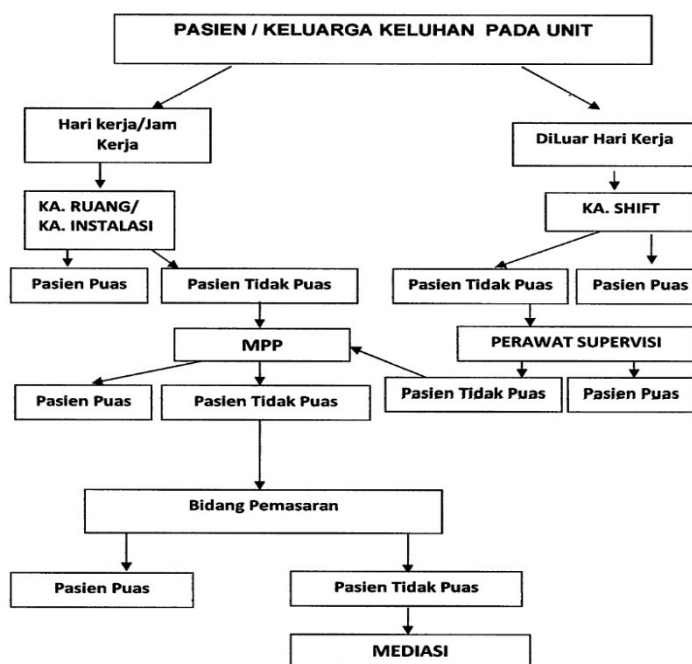 PASIEN / KELUARGA KELUHAN PADA UNIT
Hari kerja/Jam
Kerja
DiLuar Hari Kerja
KA. RUANG/
KA. INSTALASI
KA. SHIFT
Pasien Puas
Pasien Tidak Puas
Pasien Tidak Puas
Pasien Puas
MPP
PERAWAT SUPERVISI
Pasien Puas
Pasien Tidak Puas
Pasien Tidak Puas
Pasien Puas
Bidang Pemasaran
Pasien Puas
Pasien Tidak Puas
MEDIASI